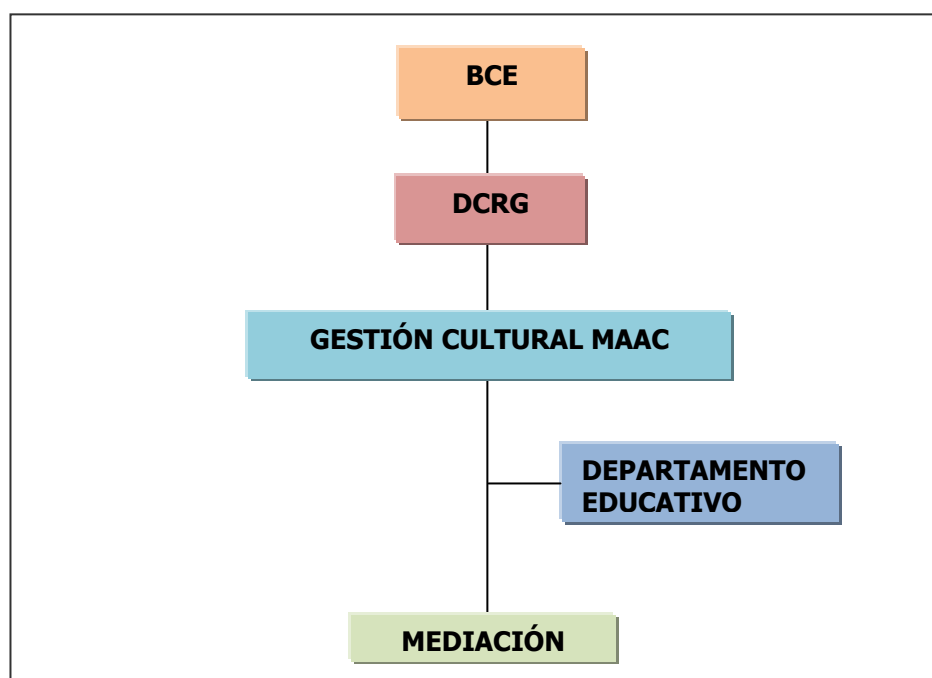 BCE
DCRG
GESTIÓN CULTURAL MAAC
DEPARTAMENTO
EDUCATIVO
MEDIACIÓN